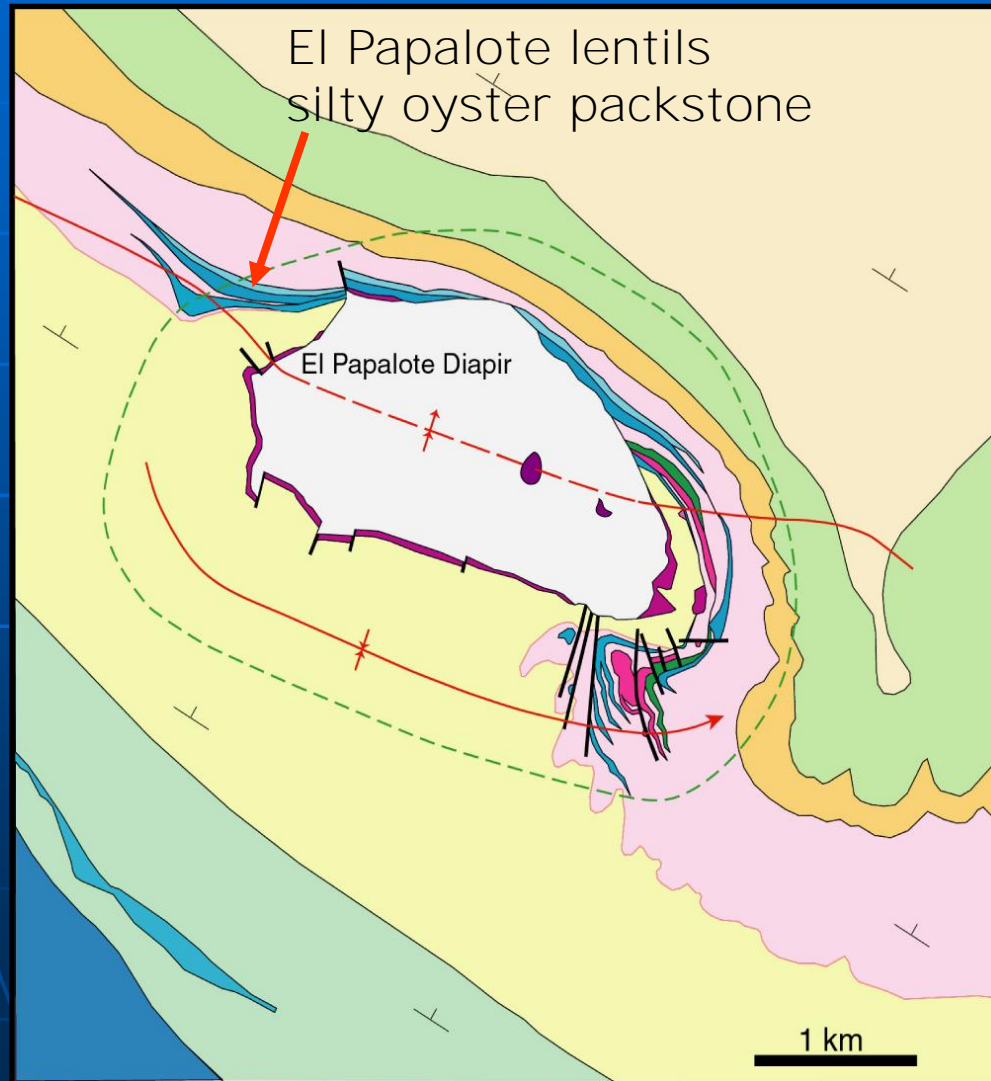 El Papalote lentils
silty oyster packstone
El Papalote Diapir
1 km